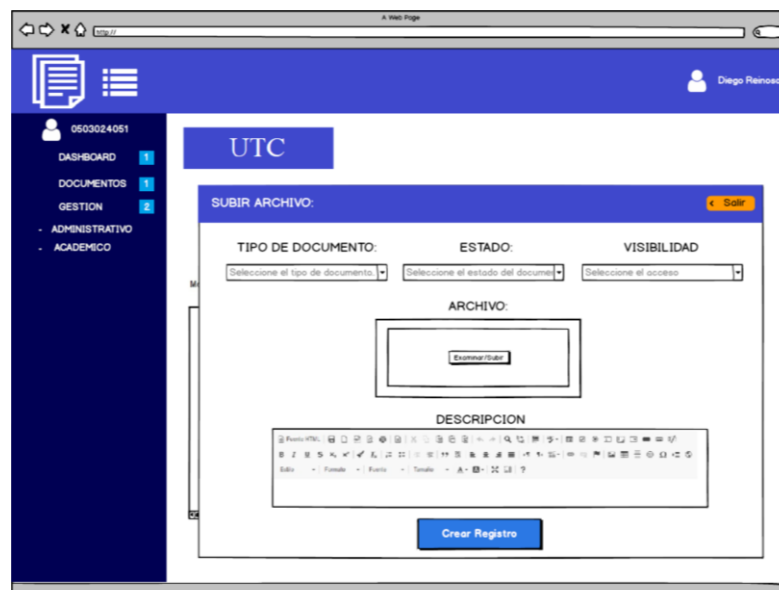 A Web Page
http://
Diego Reinoso
0503024051
DASHBOARD 1
DOCUMENTOS 1
GESTION 2
- ADMINISTRATIVO
- ACADEMICO
UTC
SUBIR ARCHIVO:
Salir
TIPO DE DOCUMENTO: ESTADO: VISIBILIDAD
Seleccione el tipo de documento. Seleccione el estado del documen Seleccione el acceso
ARCHIVO:
Examinar/Subir
DESCRIPCION
Fuente HTML
Estilo Formato Fuente Tamaño
Crear Registro